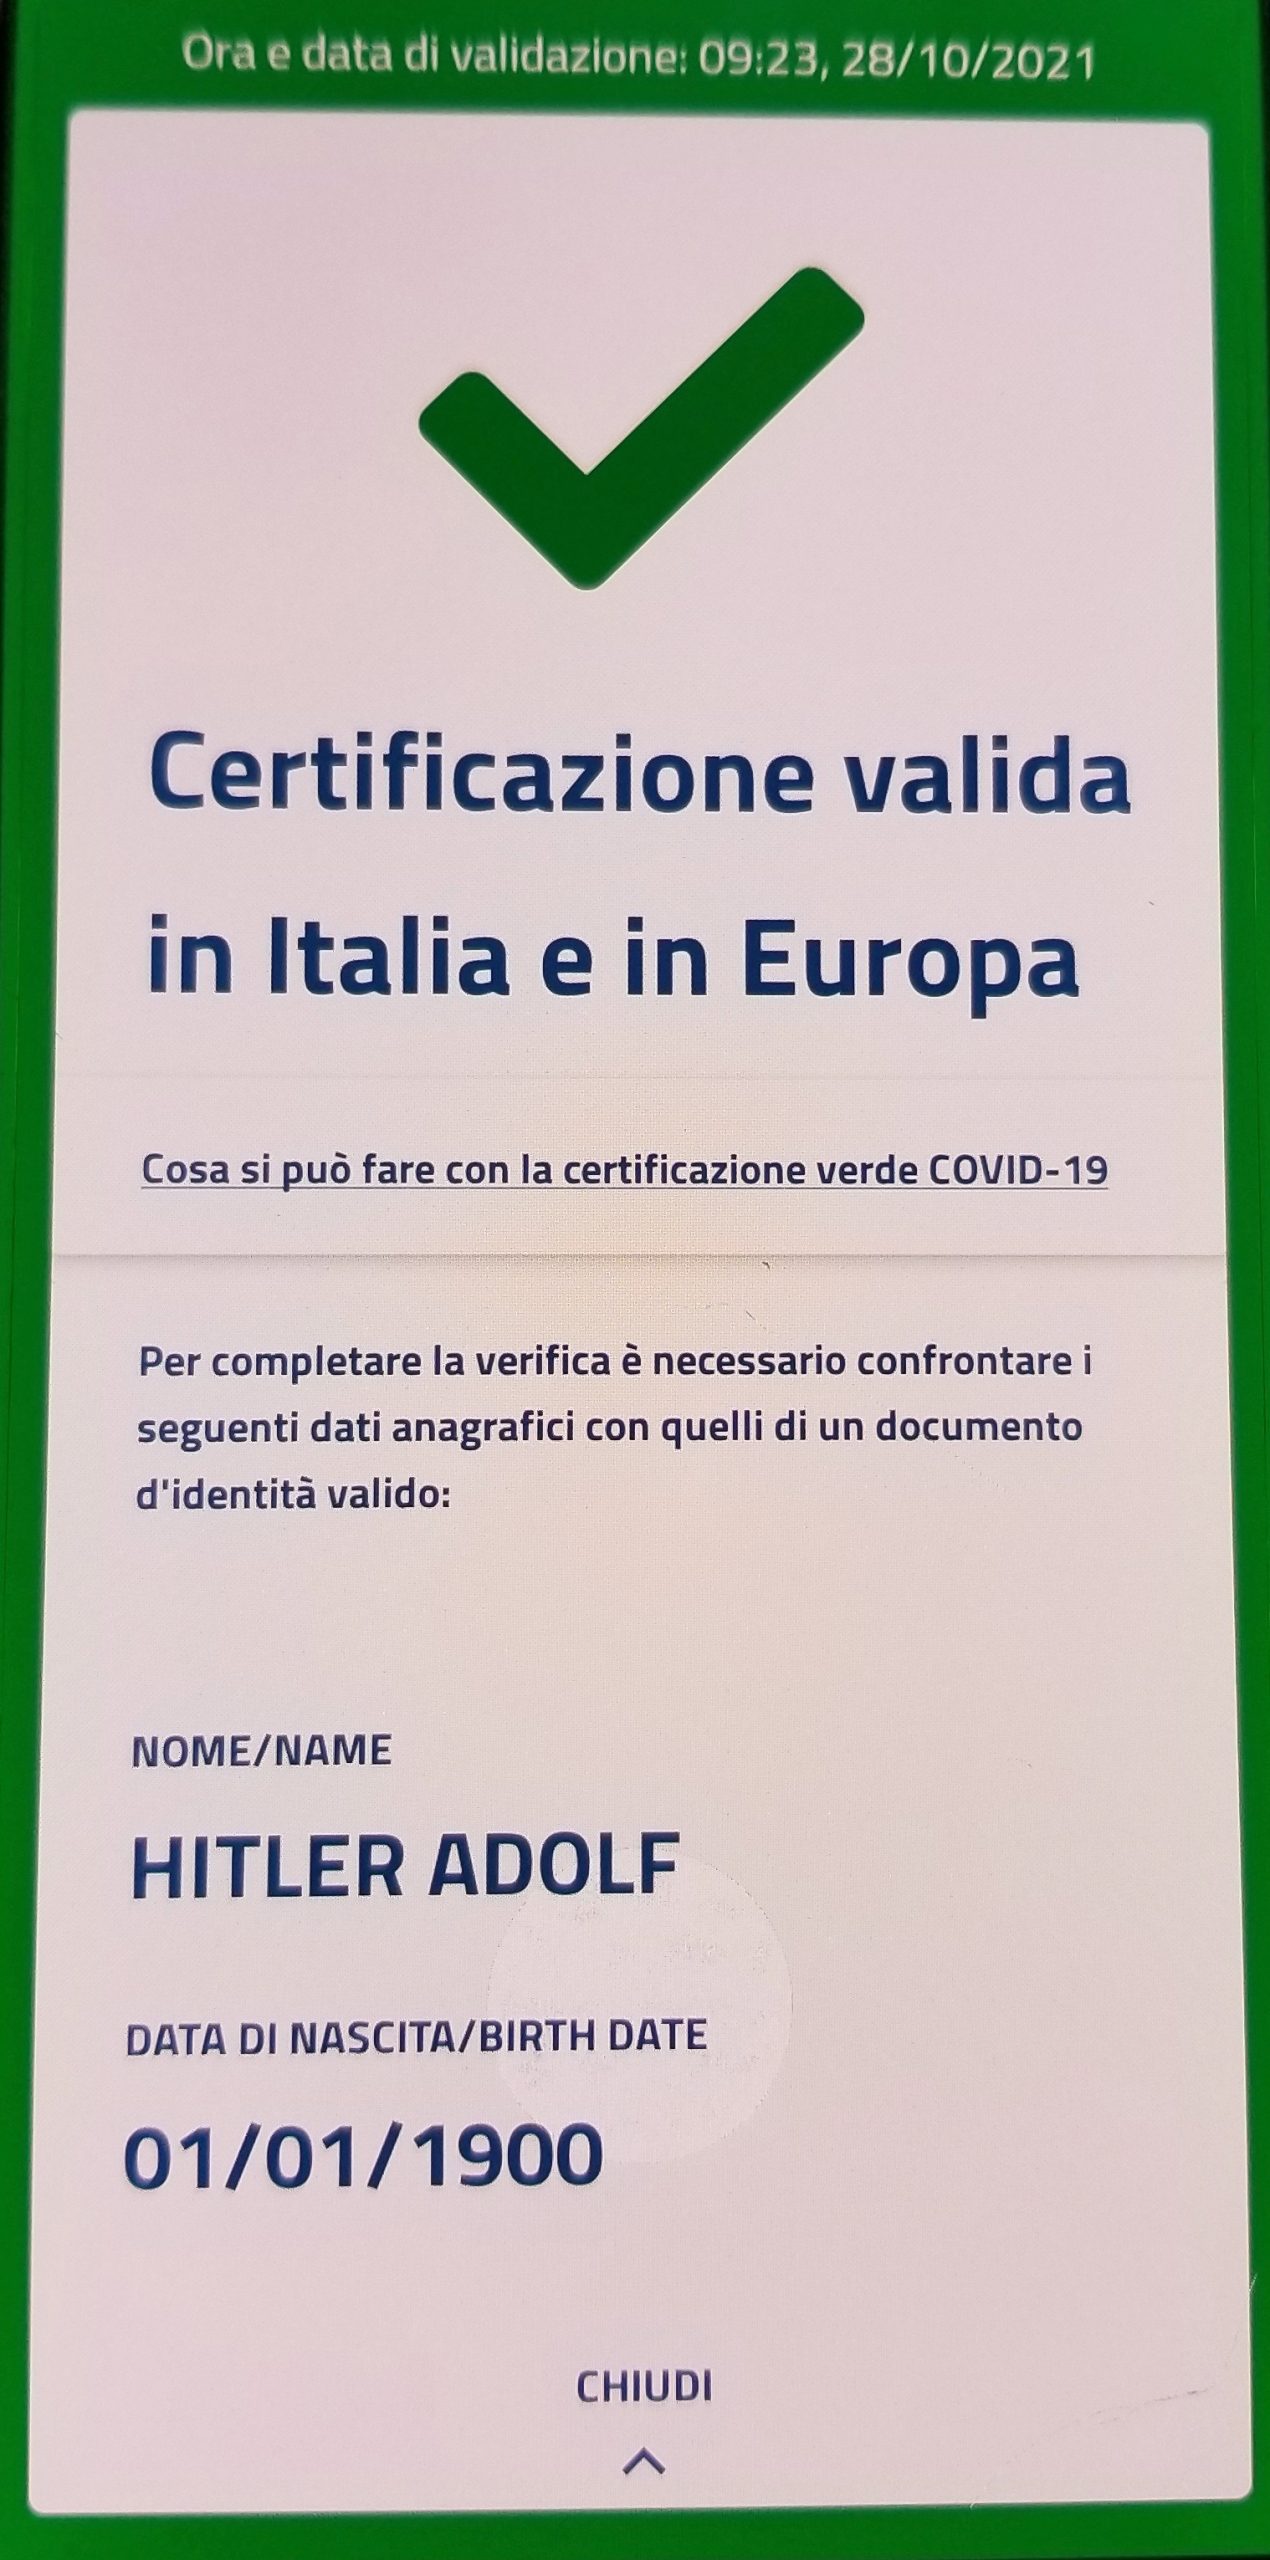 Ora e data di validazione: 09:23, 28/10/2021
Certificazione valida
in Italia e in Europa
Cosa si può fare con la certificazione verde COVID-19
Per completare la verifica è necessario confrontare i
seguenti dati anagrafici con quelli di un documento
d'identità valido:
NOME/NAME
HITLER ADOLF
DATA DI NASCITA/BIRTH DATE
01/01/1900
CHIUDI